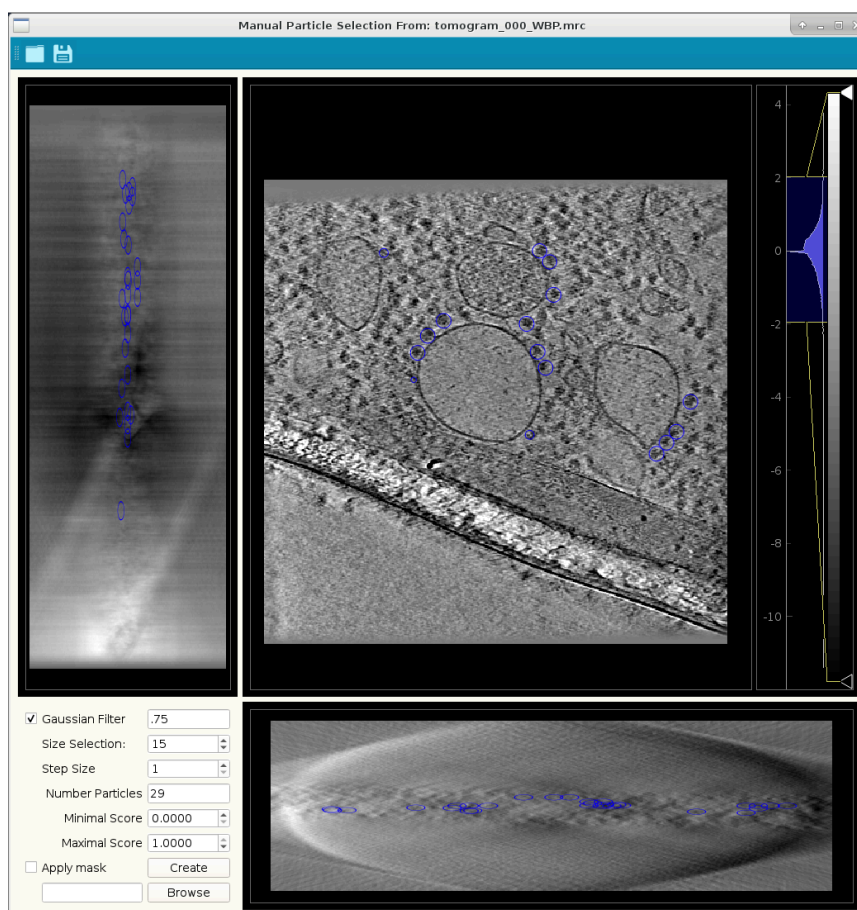 Manual Particle Selection From: tomogram_000_WBP.mrc
4
2
0
-2
-4
-6
-8
-10
Gaussian Filter .75
Size Selection: 15
Step Size 1
Number Particles 29
Minimal Score 0.0000
Maximal Score 1.0000
Apply mask Create
Browse